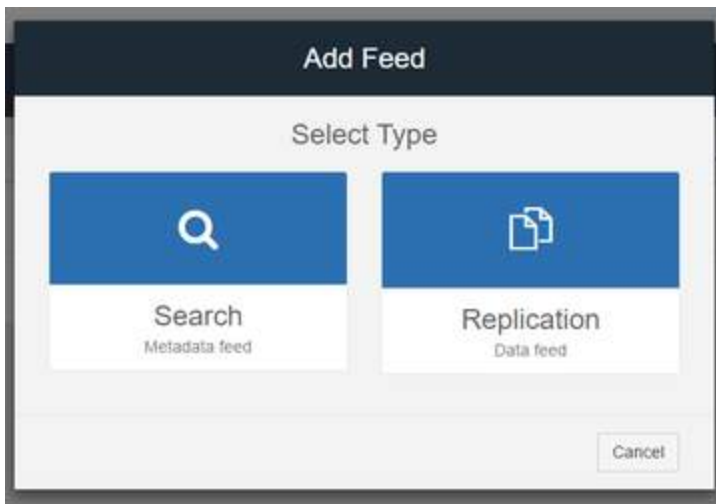 Add Feed
Select Type
Search
Metadata feed
Replication
Data feed
Cancel